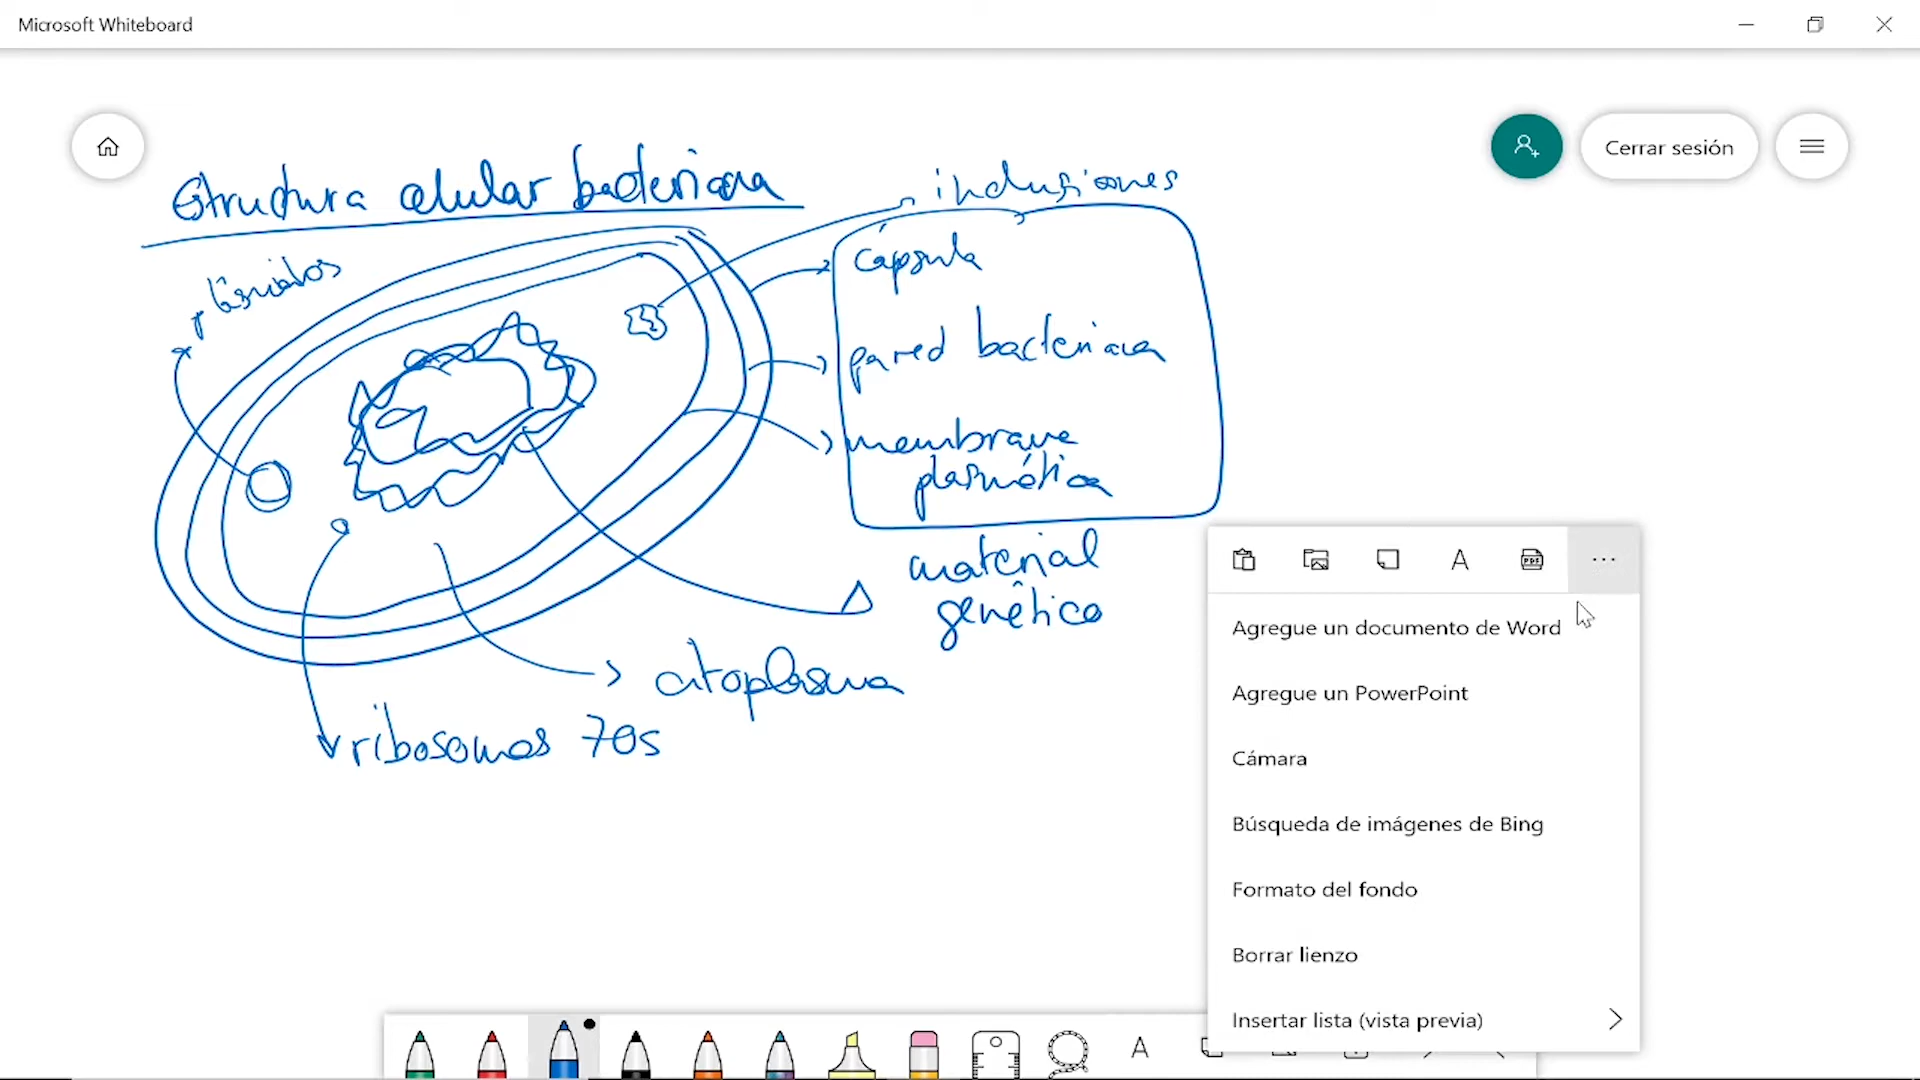 Microsoft Whiteboard
Cerrar sesión
Estructura celular bacteriana
inclusiones
plásmidos
cápsula
pared bacteriana
membrana
plasmática
material
genético
citoplasma
ribosomas 70s
Agregue un documento de Word
Agregue un PowerPoint
Cámara
Búsqueda de imágenes de Bing
Formato del fondo
Borrar lienzo
Insertar lista (vista previa)